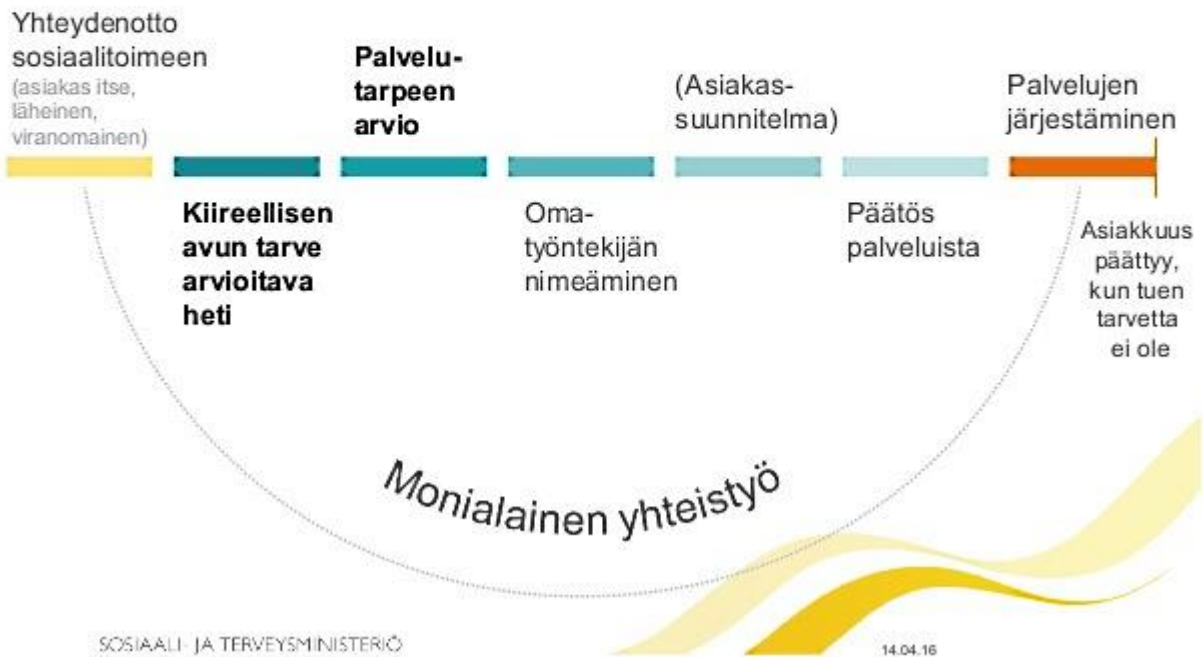 Yhteydenotto
sosiaalitoimeen
(asiakas itse,
läheinen,
viranomainen)
Kiireellisen
avun tarve
arvioitava
heti
Palvelu-
tarpeen
arvio
Oma-
työntekijän
nimeäminen
(Asiakas-
suunnitelma)
Päätös
palveluista
Palvelujen
järjestäminen
Asiakkuus
päättyy,
kun tuen
tarvetta
ei ole
Monialainen yhteistyö
SOSIAALI- JA TERVEYSMINISTERIÖ
14.04.16